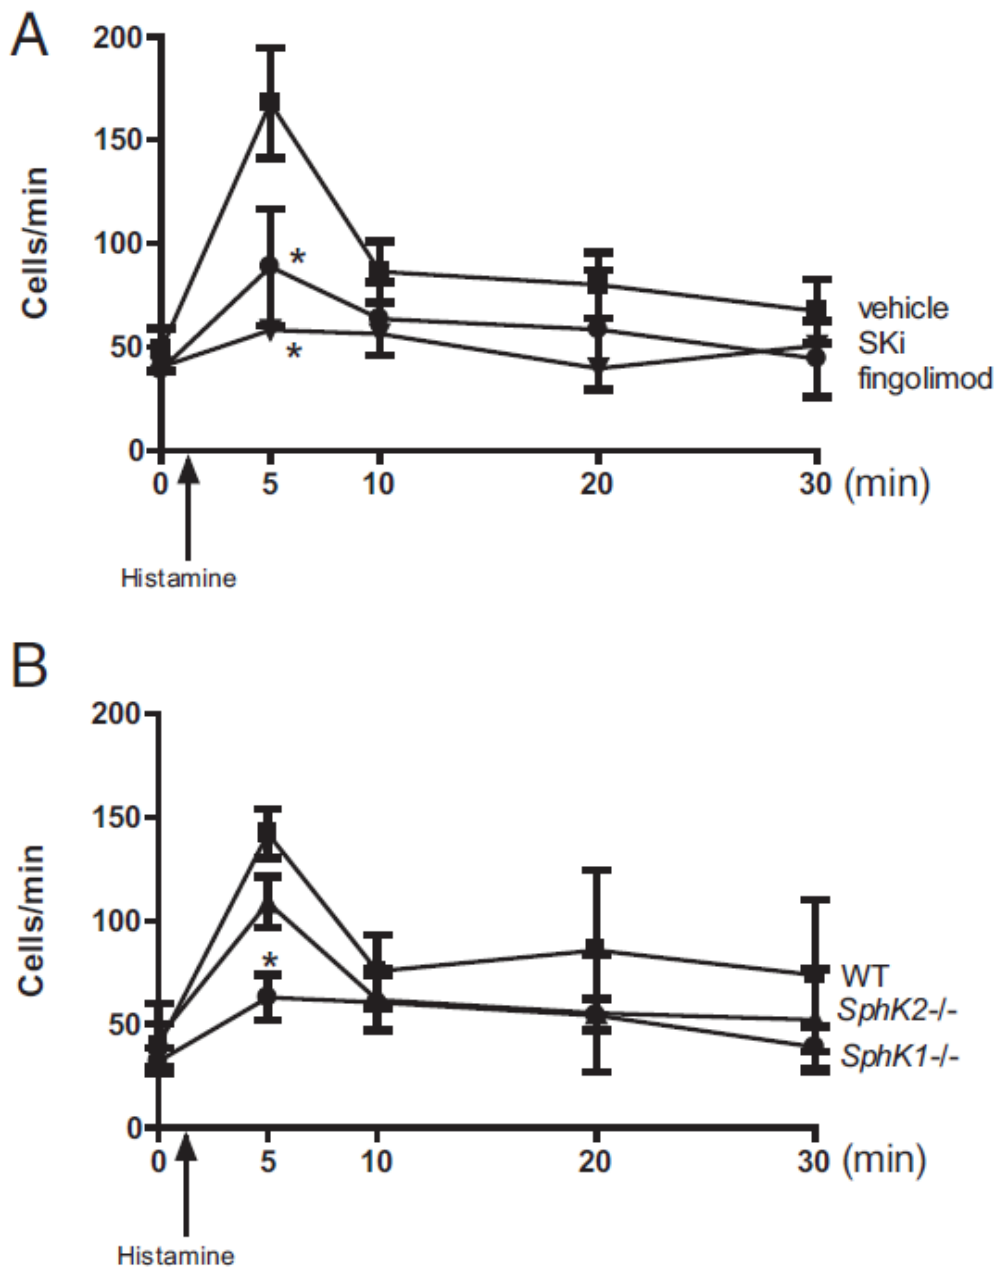 A
200
150
100
50
0
Cells/min
*
*
vehicle
SKi
fingolimod
0 5 10 20 30 (min)
Histamine
B
200
150
100
50
0
Cells/min
*
WT
SphK2-/-
SphK1-/-
0 5 10 20 30 (min)
Histamine